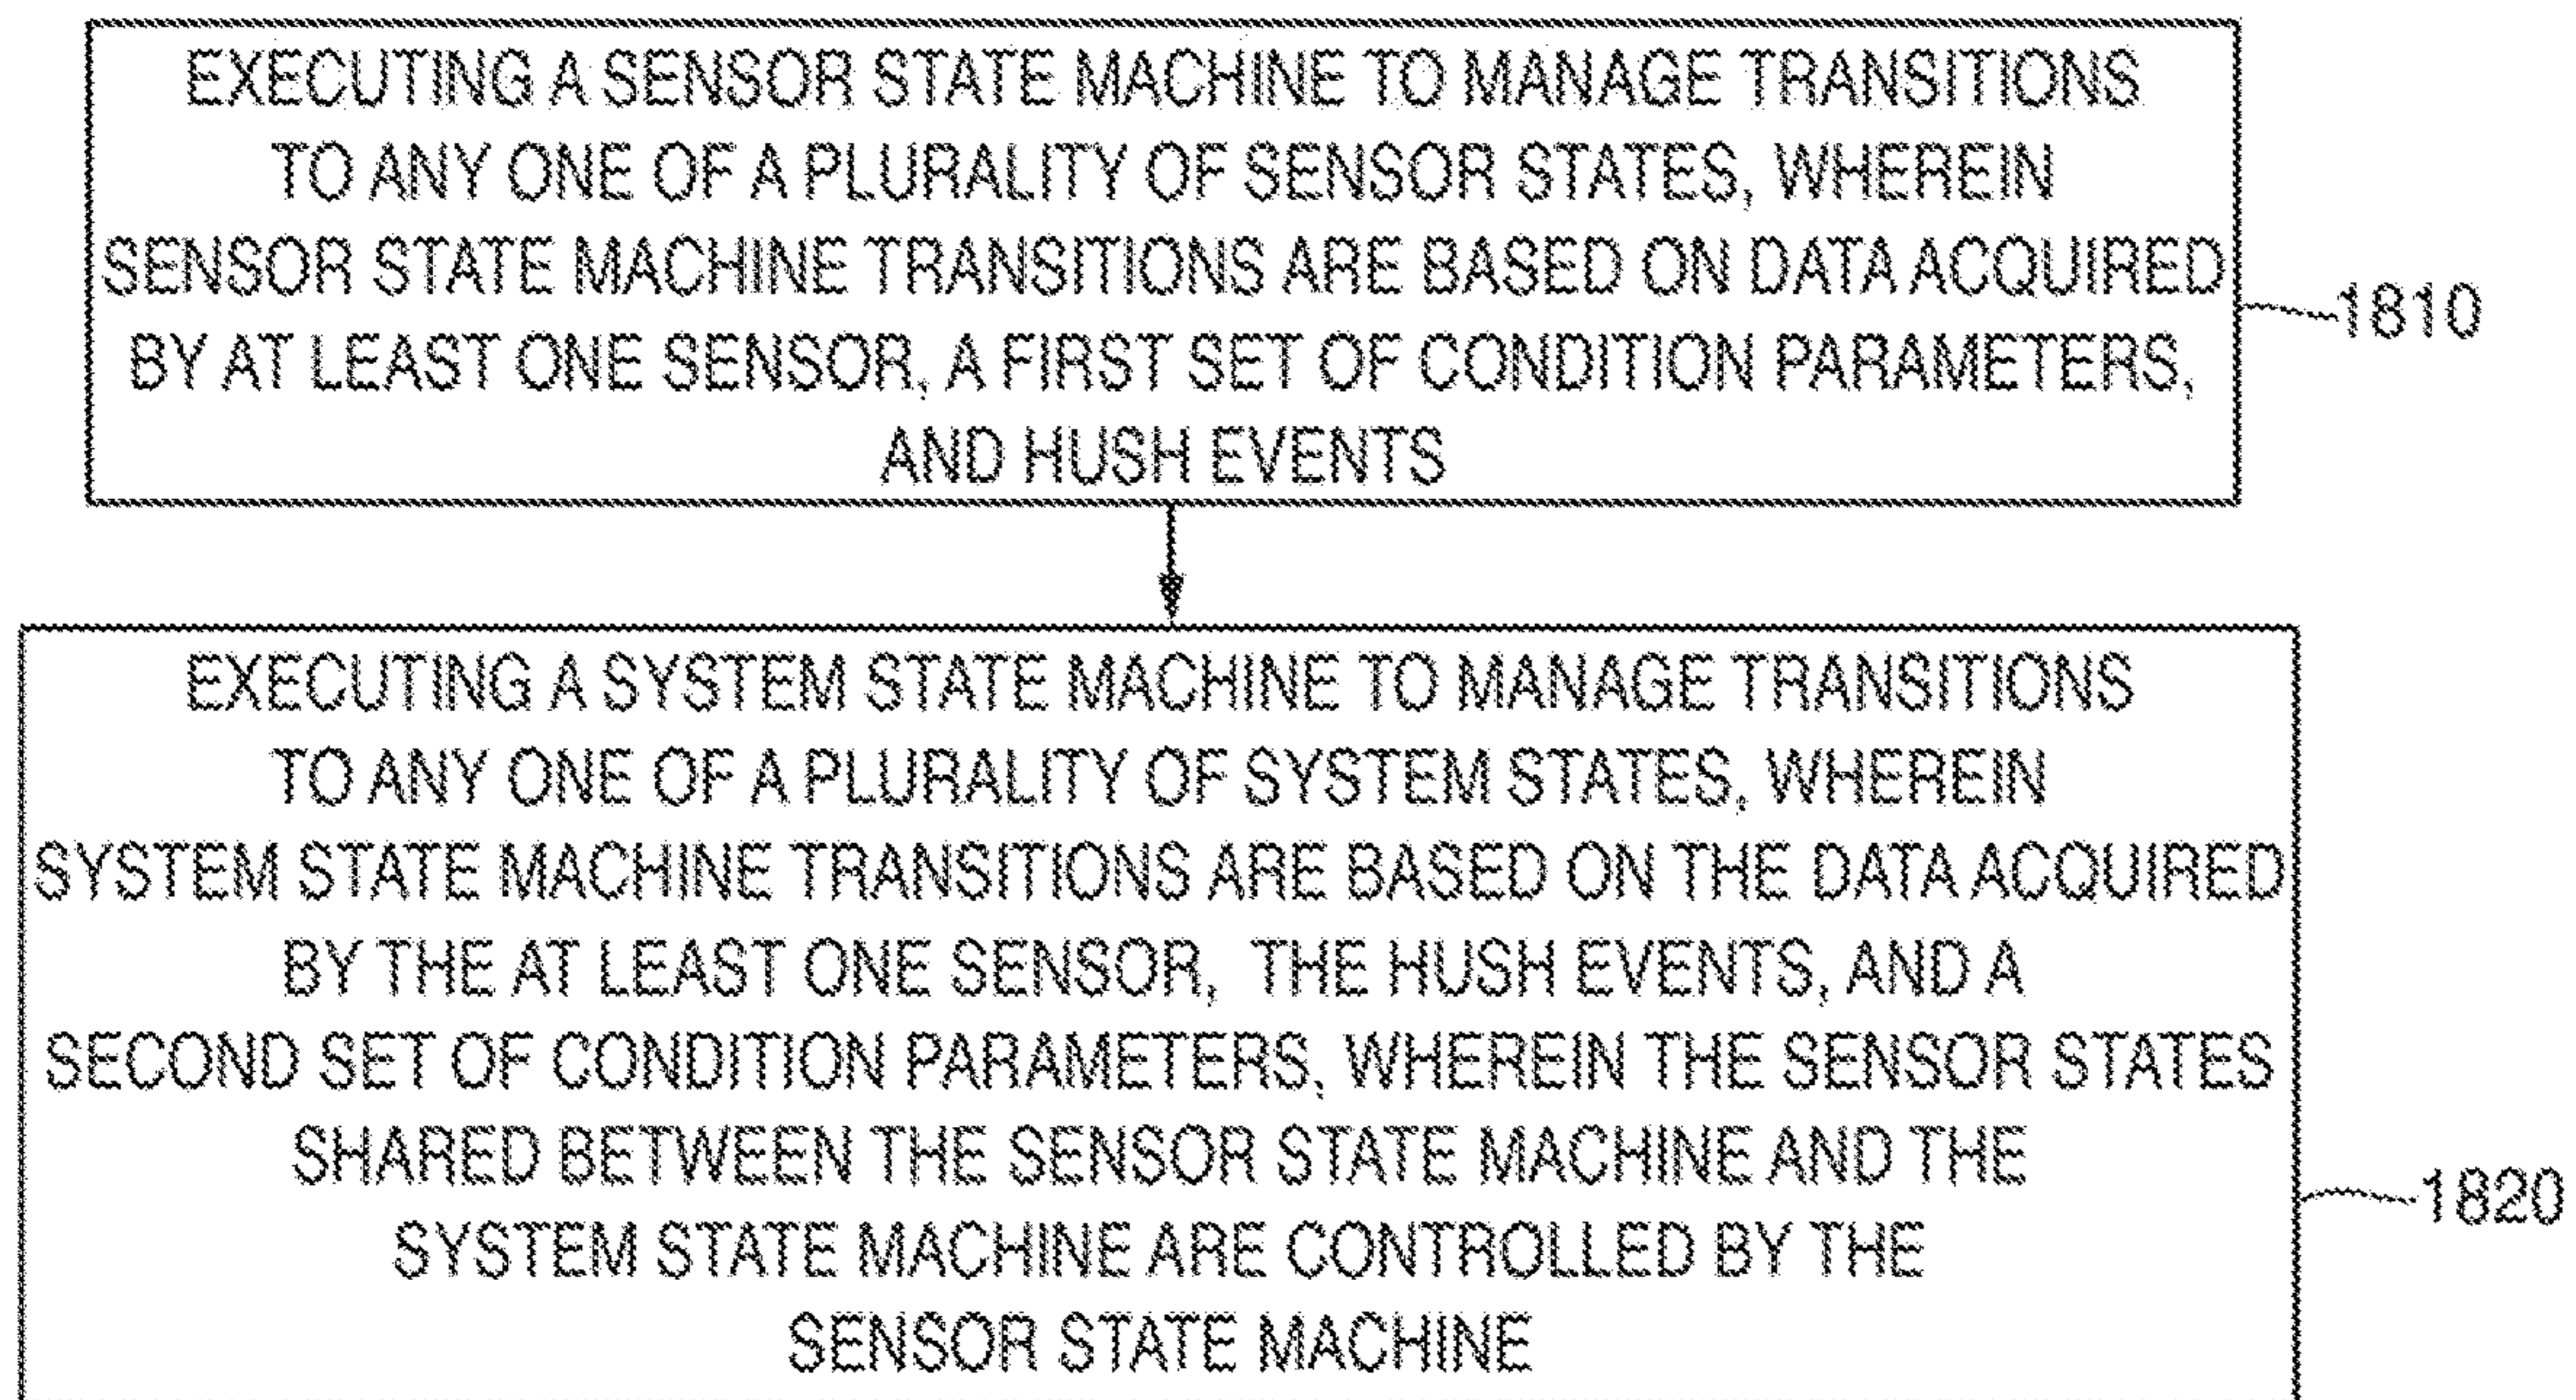 EXECUTING A SENSOR STATE MACHINE TO MANAGE TRANSITIONS
TO ANY ONE OF A PLURALITY OF SENSOR STATES, WHEREIN
SENSOR STATE MACHINE TRANSITIONS ARE BASED ON DATA ACQUIRED
BY AT LEAST ONE SENSOR, A FIRST SET OF CONDITION PARAMETERS,
AND HUSH EVENTS
1810
EXECUTING A SYSTEM STATE MACHINE TO MANAGE TRANSITIONS
TO ANY ONE OF A PLURALITY OF SYSTEM STATES, WHEREIN
SYSTEM STATE MACHINE TRANSITIONS ARE BASED ON THE DATA ACQUIRED
BY THE AT LEAST ONE SENSOR, THE HUSH EVENTS, AND A
SECOND SET OF CONDITION PARAMETERS, WHEREIN THE SENSOR STATES
SHARED BETWEEN THE SENSOR STATE MACHINE AND THE
SYSTEM STATE MACHINE ARE CONTROLLED BY THE
SENSOR STATE MACHINE
1820